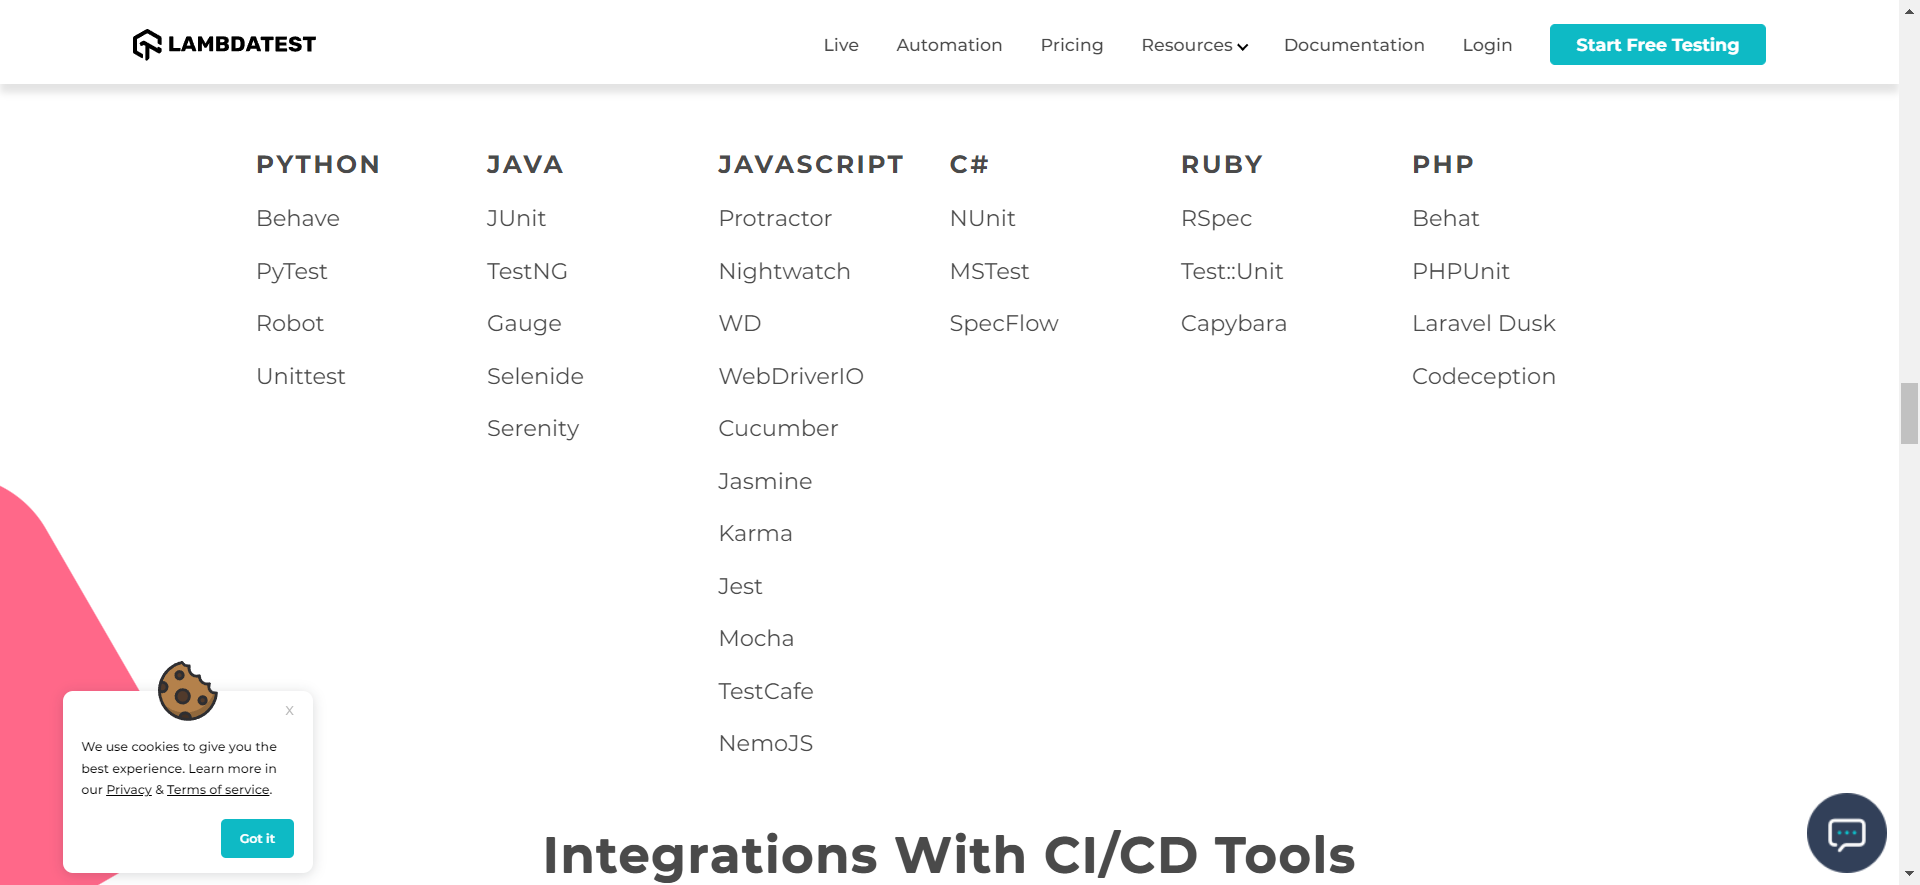 LAMBDATEST
Live
Automation
Pricing
Resources
Documentation
Login
Start Free Testing
PYTHON
Behave
PyTest
Robot
Unittest
JAVA
JUnit
TestNG
Gauge
Selenide
Serenity
JAVASCRIPT
Protractor
Nightwatch
WD
WebDriverIO
Cucumber
Jasmine
Karma
Jest
Mocha
TestCafe
NemoJS
C#
NUnit
MSTest
SpecFlow
RUBY
RSpec
Test::Unit
Capybara
PHP
Behat
PHPUnit
Laravel Dusk
Codeception
X
We use cookies to give you the
best experience. Learn more in
our Privacy & Terms of service.
Got it
Integrations With CI/CD Tools